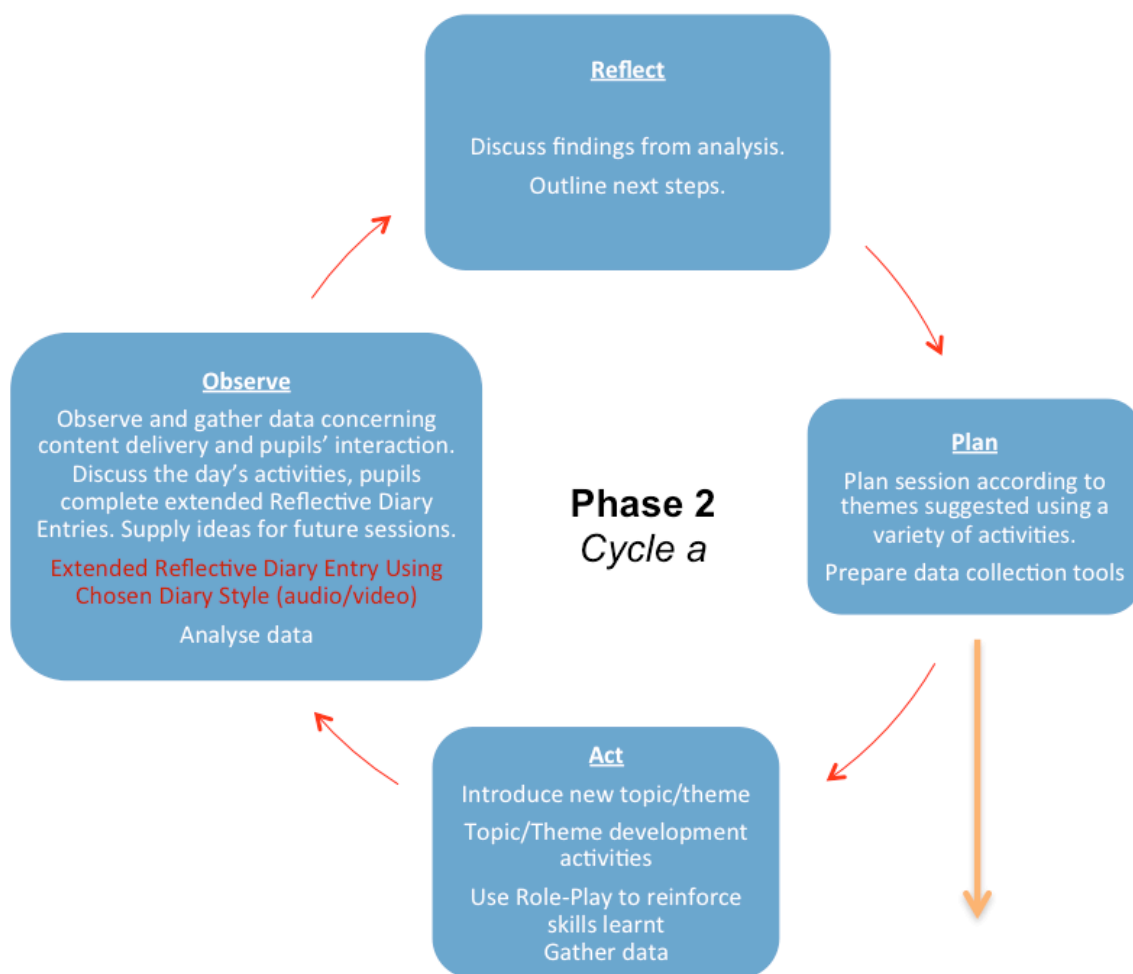 Reflect
Discuss findings from analysis.
Outline next steps.
Observe
Observe and gather data concerning
content delivery and pupils’ interaction.
Discuss the day’s activities, pupils
complete extended Reflective Diary
Entries. Supply ideas for future sessions.
Extended Reflective Diary Entry Using
Chosen Diary Style (audio/video)
Analyse data
Phase 2
Cycle a
Plan
Plan session according to
themes suggested using a
variety of activities.
Prepare data collection tools
Act
Introduce new topic/theme
Topic/Theme development
activities
Use Role-Play to reinforce
skills learnt
Gather data